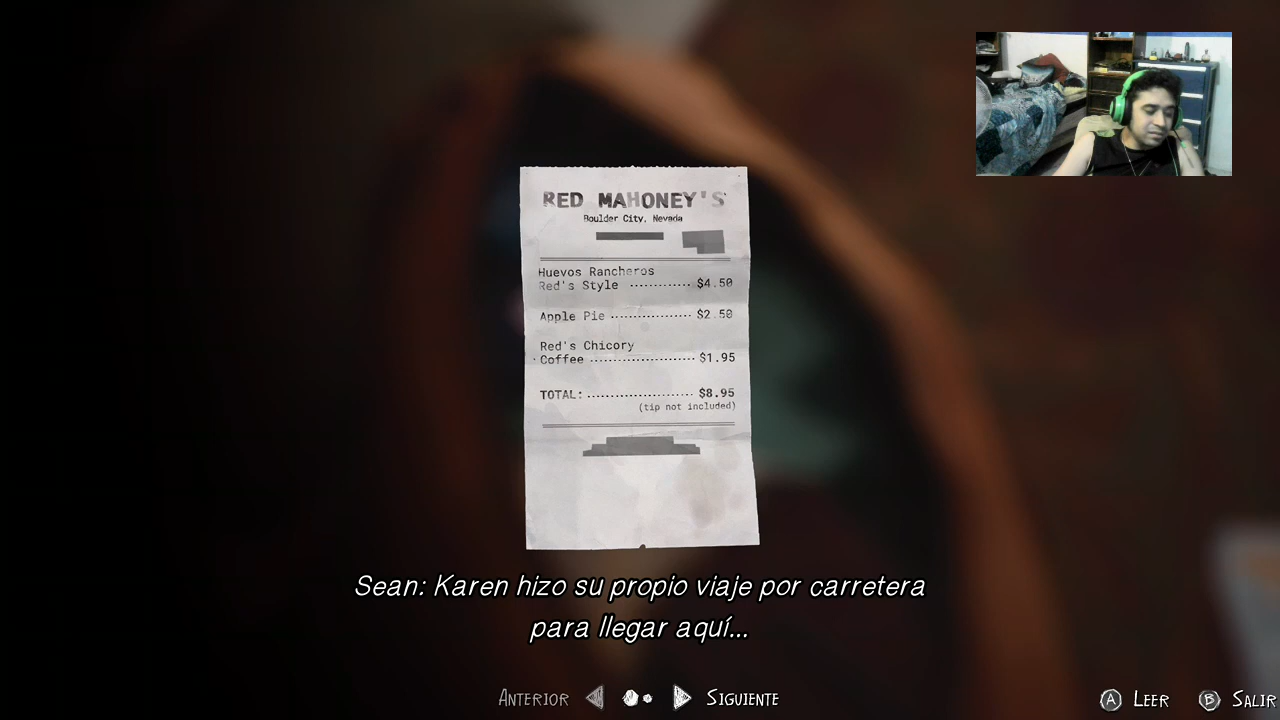 RED MAHONEY'S
Boulder City, Nevada
Huevos Rancheros
Red's Style .............. $4.50
Apple Pie .................. $2.50
Red's Chicory
Coffee ...................... $1.95
TOTAL: ....................... $8.95
(tip not included)
Sean: Karen hizo su propio viaje por carretera
para llegar aquí...
ANTERIOR
SIGUIENTE
A LEER
B SALIR